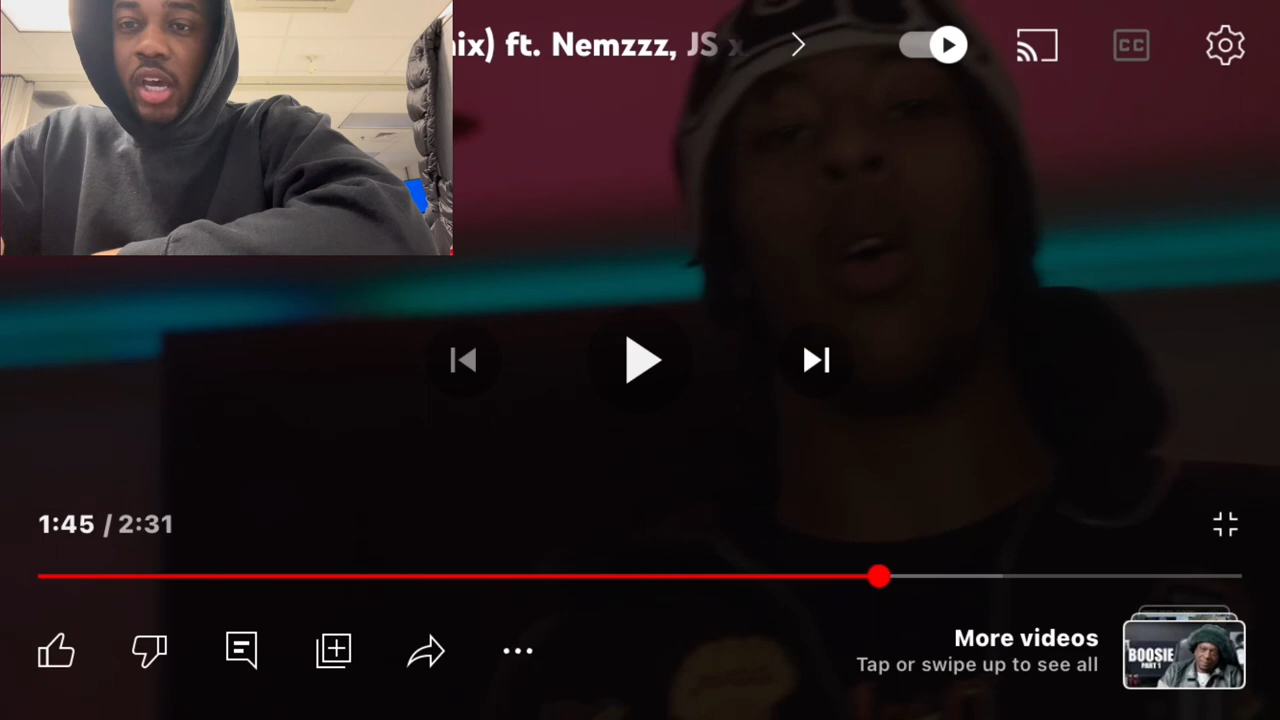 ix) ft. Nemzzz, JS x
CC
1:45 / 2:31
More videos
Tap or swipe up to see all
BOOSIE
PART 1